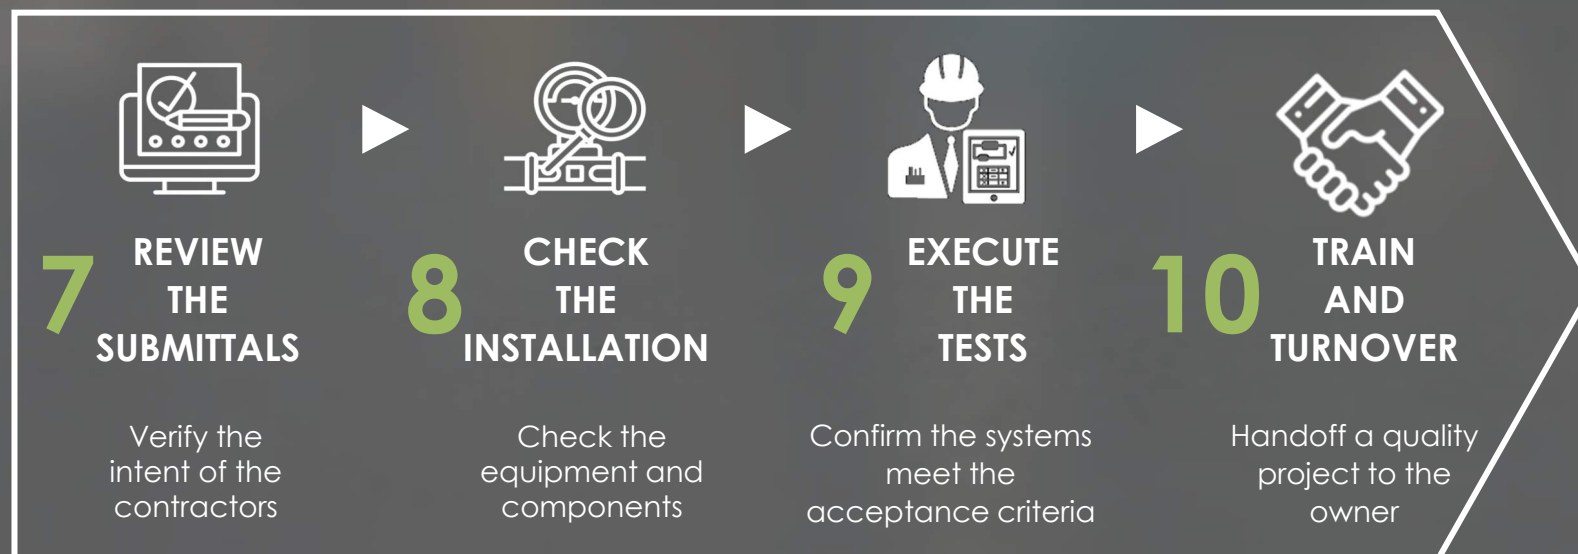 7
REVIEW
THE
SUBMITTALS
Verify the
intent of the
contractors
8
CHECK
THE
INSTALLATION
Check the
equipment and
components
9
EXECUTE
THE
TESTS
Confirm the systems
meet the
acceptance criteria
10
TRAIN
AND
TURNOVER
Handoff a quality
project to the
owner